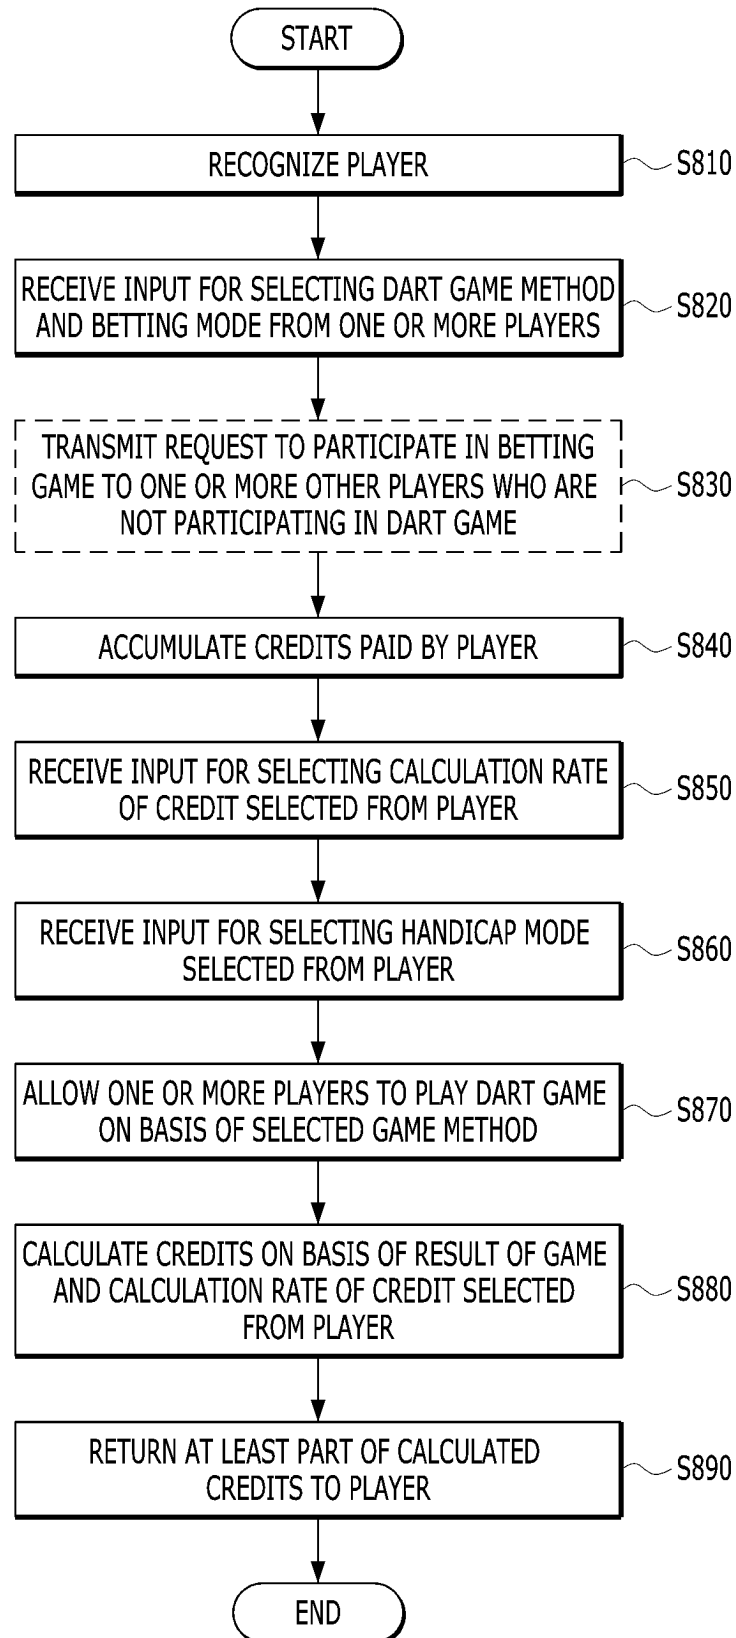 START
RECOGNIZE PLAYER
S810
RECEIVE INPUT FOR SELECTING DART GAME METHOD
AND BETTING MODE FROM ONE OR MORE PLAYERS
S820
TRANSMIT REQUEST TO PARTICIPATE IN BETTING
GAME TO ONE OR MORE OTHER PLAYERS WHO ARE
NOT PARTICIPATING IN DART GAME
S830
ACCUMULATE CREDITS PAID BY PLAYER
S840
RECEIVE INPUT FOR SELECTING CALCULATION RATE
OF CREDIT SELECTED FROM PLAYER
S850
RECEIVE INPUT FOR SELECTING HANDICAP MODE
SELECTED FROM PLAYER
S860
ALLOW ONE OR MORE PLAYERS TO PLAY DART GAME
ON BASIS OF SELECTED GAME METHOD
S870
CALCULATE CREDITS ON BASIS OF RESULT OF GAME
AND CALCULATION RATE OF CREDIT SELECTED
FROM PLAYER
S880
RETURN AT LEAST PART OF CALCULATED
CREDITS TO PLAYER
S890
END